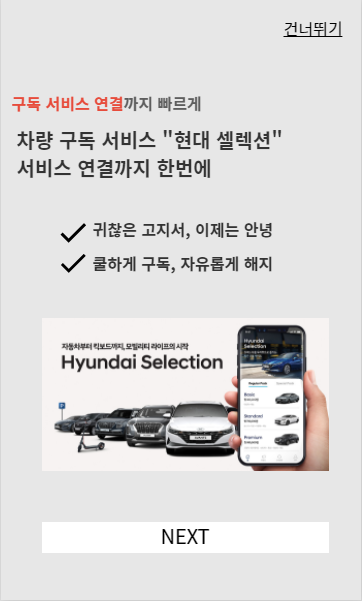 건너뛰기
구독 서비스 연결까지 빠르게
차량 구독 서비스 "현대 셀렉션"
서비스 연결까지 한번에
귀찮은 고지서, 이제는 안녕
쿨하게 구독, 자유롭게 해지
자동차부터 킥보드까지, 모빌리티 라이프의 시작
Hyundai Selection
Hyundai
Selection
Basic
Standard
Premium
NEXT